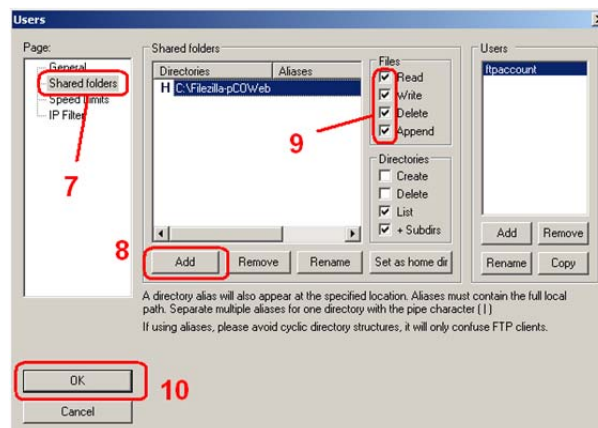 Users
Page:
General
Shared folders
Speed Limits
IP Filter
7
Shared folders
Directories Aliases
H C:\Filezilla-pCOWeb
Files
Read
Write
Delete
Append
9
Directories
Create
Delete
List
+ Subdirs
8
Add Remove Rename Set as home dir
Users
ftpaccount
Add Remove
Rename Copy
A directory alias will also appear at the specified location. Aliases must contain the full local
path. Separate multiple aliases for one directory with the pipe character ( | )
If using aliases, please avoid cyclic directory structures, it will only confuse FTP clients.
OK
10
Cancel